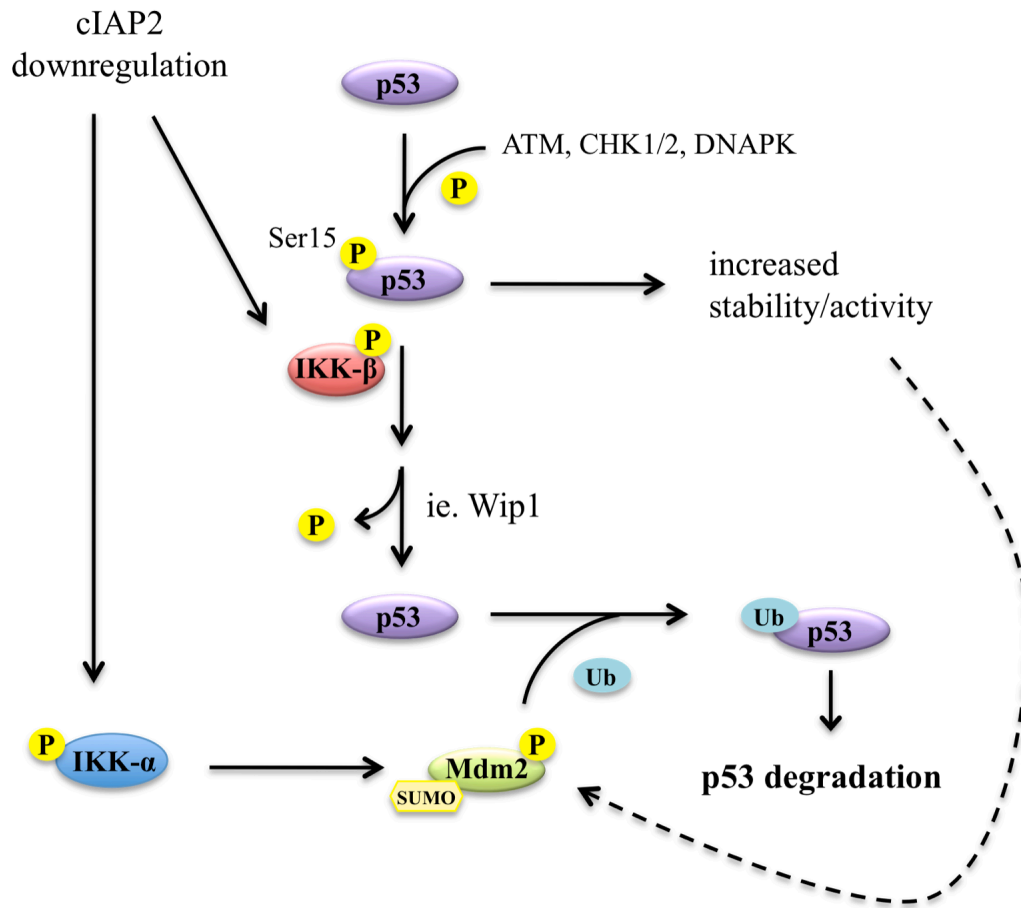 cIAP2
downregulation
p53
ATM, CHK1/2, DNAPK
P
Ser15
P
p53
increased
stability/activity
P
IKK-β
ie. Wip1
P
p53
Ub
p53
Ub
P
IKK-α
P
Mdm2
SUMO
p53 degradation